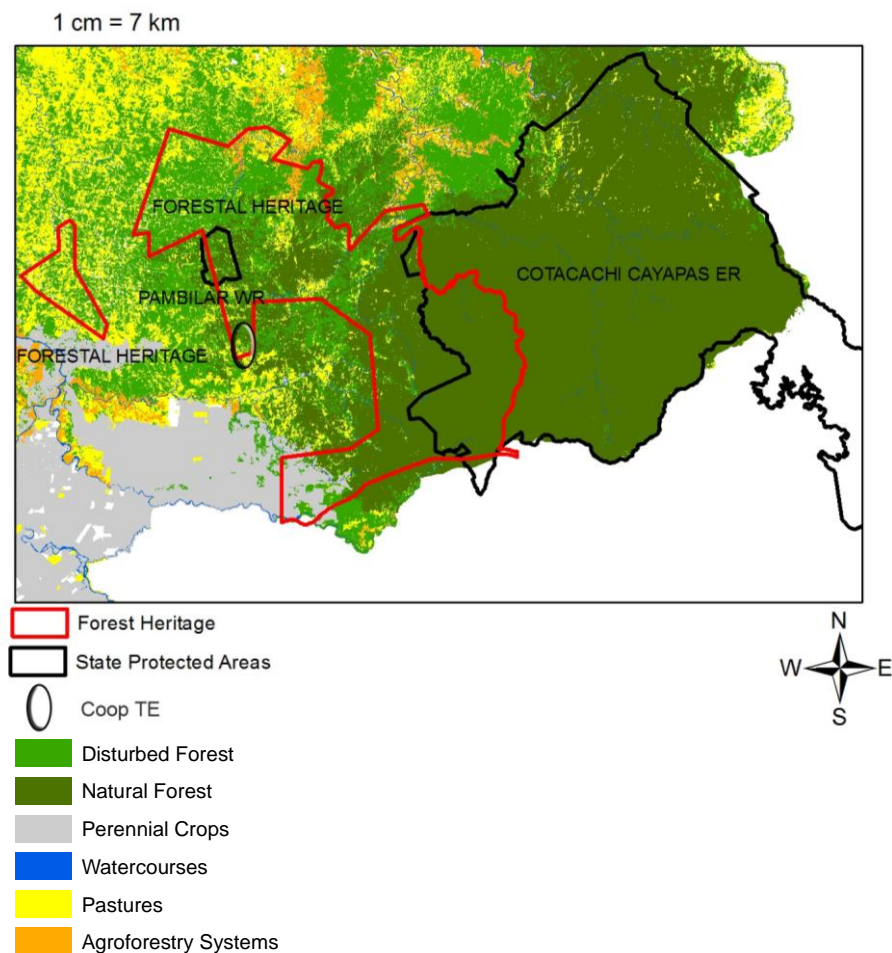 1 cm = 7 km
FORESTAL HERITAGE
COTACACHI CAYAPAS ER
PAMBILAR WR
FORESTAL HERITAGE
Forest Heritage
State Protected Areas
Coop TE
Disturbed Forest
Natural Forest
Perennial Crops
Watercourses
Pastures
Agroforestry Systems
N
W E
S